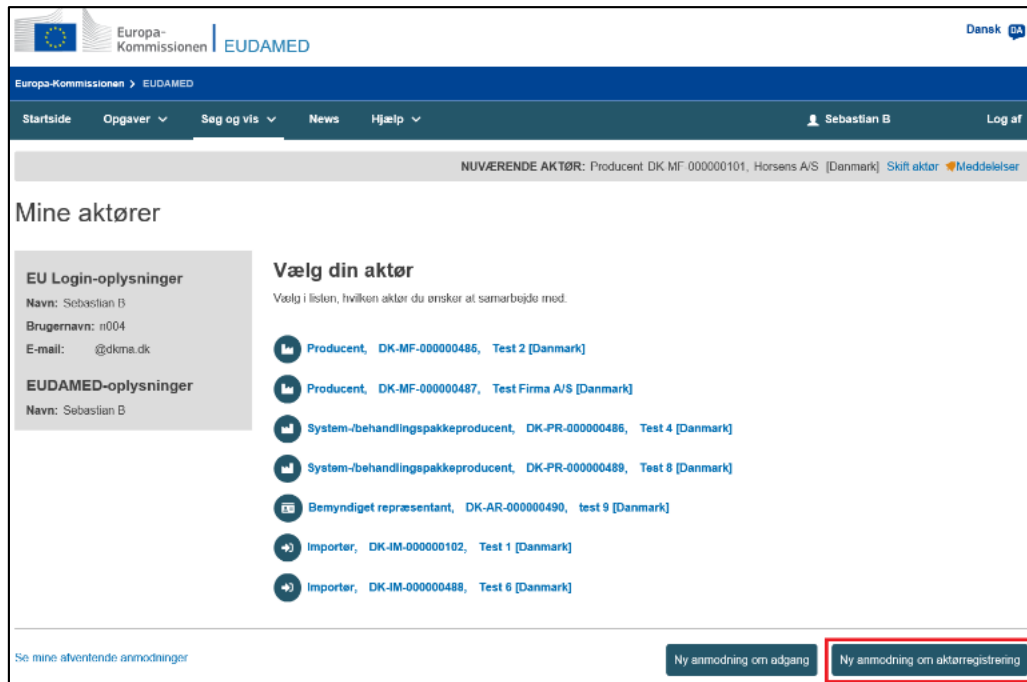 Europa-
Kommissionen
EUDAMED
Dansk DA
Europa-Kommissionen > EUDAMED
Startside Opgaver Søg og vis News Hjælp Sebastian B Log af
NUVÆRENDE AKTØR: Producent DK MF 000000101, Horsens A/S [Danmark] Skift aktør Meddelelser
Mine aktører
EU Login-oplysninger
Navn: Sebastian B
Brugernavn: n004
E-mail: @dkma.dk
EUDAMED-oplysninger
Navn: Sebastian B
Vælg din aktør
Vælg i listen, hvilken aktør du ønsker at samarbejde med.
Producent, DK-MF-000000485, Test 2 [Danmark]
Producent, DK-MF-000000487, Test Firma A/S [Danmark]
System-/behandlingspakkeproducent, DK-PR-000000486, Test 4 [Danmark]
System-/behandlingspakkeproducent, DK-PR-000000489, Test 8 [Danmark]
Bemyndiget repræsentant, DK-AR-000000490, test 9 [Danmark]
Importør, DK-IM-000000102, Test 1 [Danmark]
Importør, DK-IM-000000488, Test 6 [Danmark]
Se mine afventende anmodninger
Ny anmodning om adgang
Ny anmodning om aktørregistrering